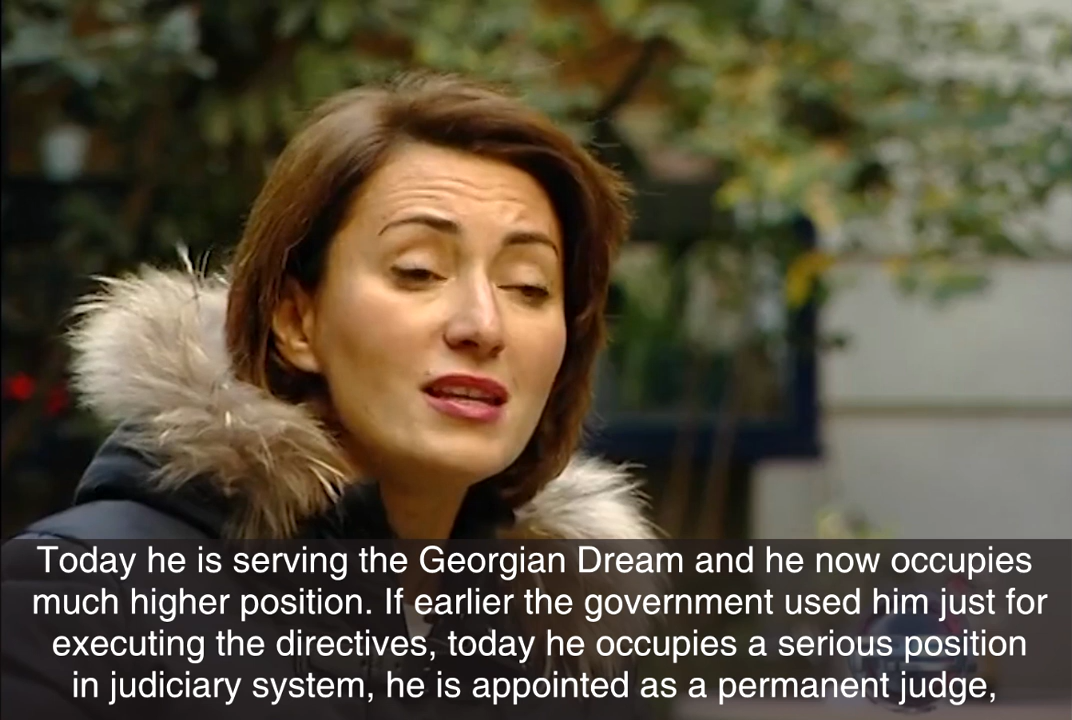 Today he is serving the Georgian Dream and he now occupies
much higher position. If earlier the government used him just for
executing the directives, today he occupies a serious position
in judiciary system, he is appointed as a permanent judge,